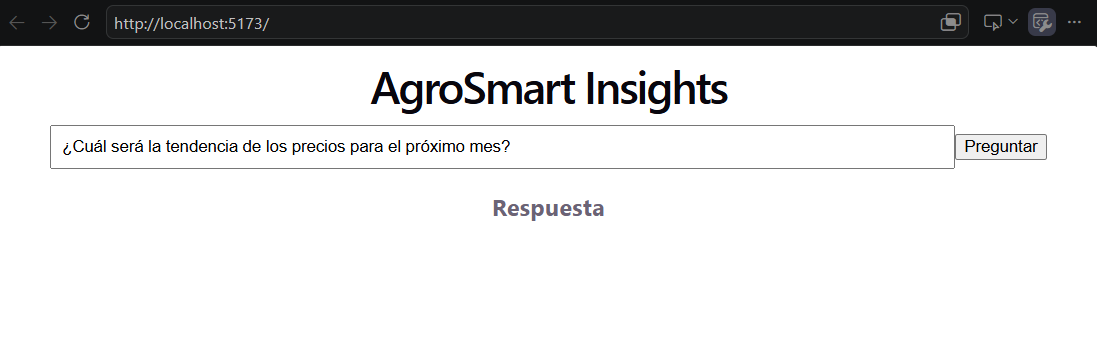 http://localhost:5173/
AgroSmart Insights
¿Cuál será la tendencia de los precios para el próximo mes?
Preguntar
Respuesta